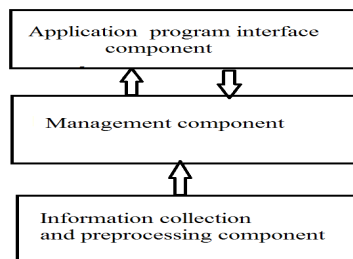 Application program interface
component
Management component
Information collection
and preprocessing component